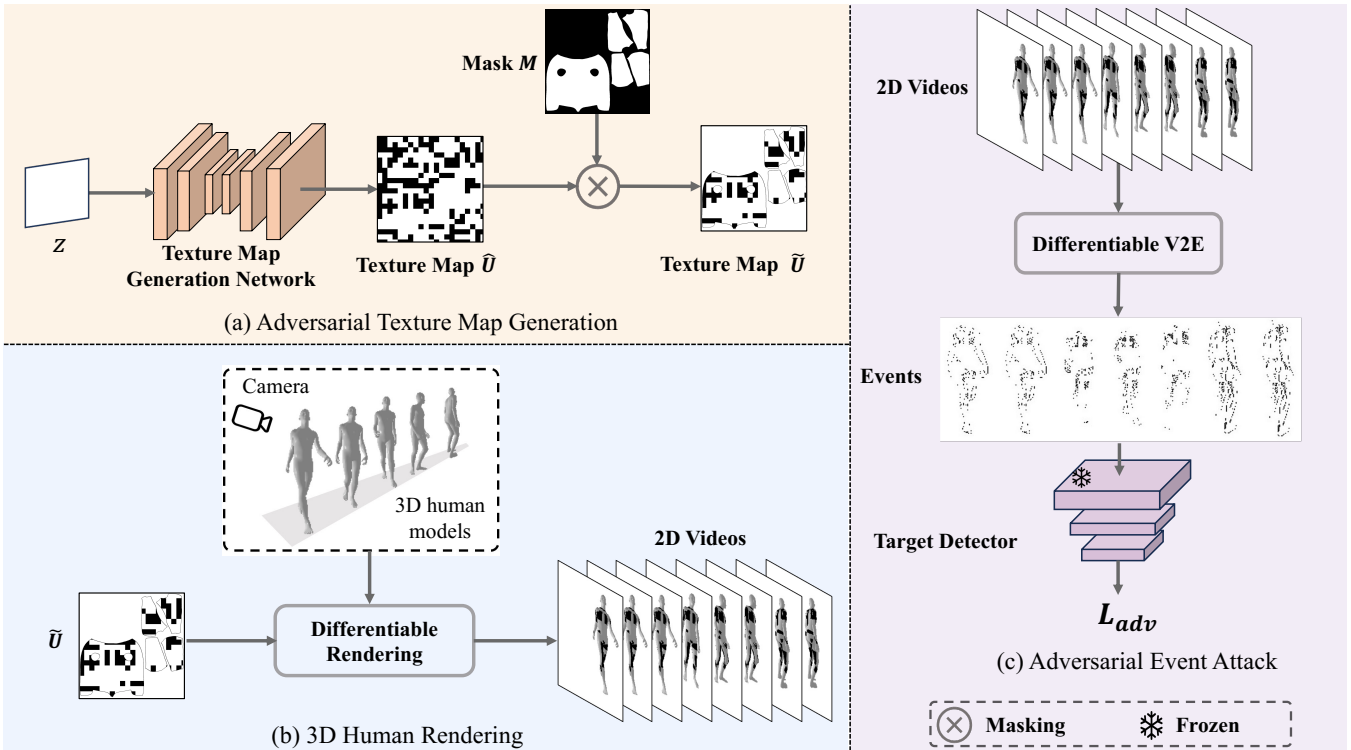 Mask M
z
Texture Map
Generation Network
Texture Map Û
Texture Map Ũ
(a) Adversarial Texture Map Generation
Camera
3D human
models
Ũ
Differentiable
Rendering
2D Videos
(b) 3D Human Rendering
2D Videos
Differentiable V2E
Events
Target Detector
L_adv
(c) Adversarial Event Attack
Masking
Frozen